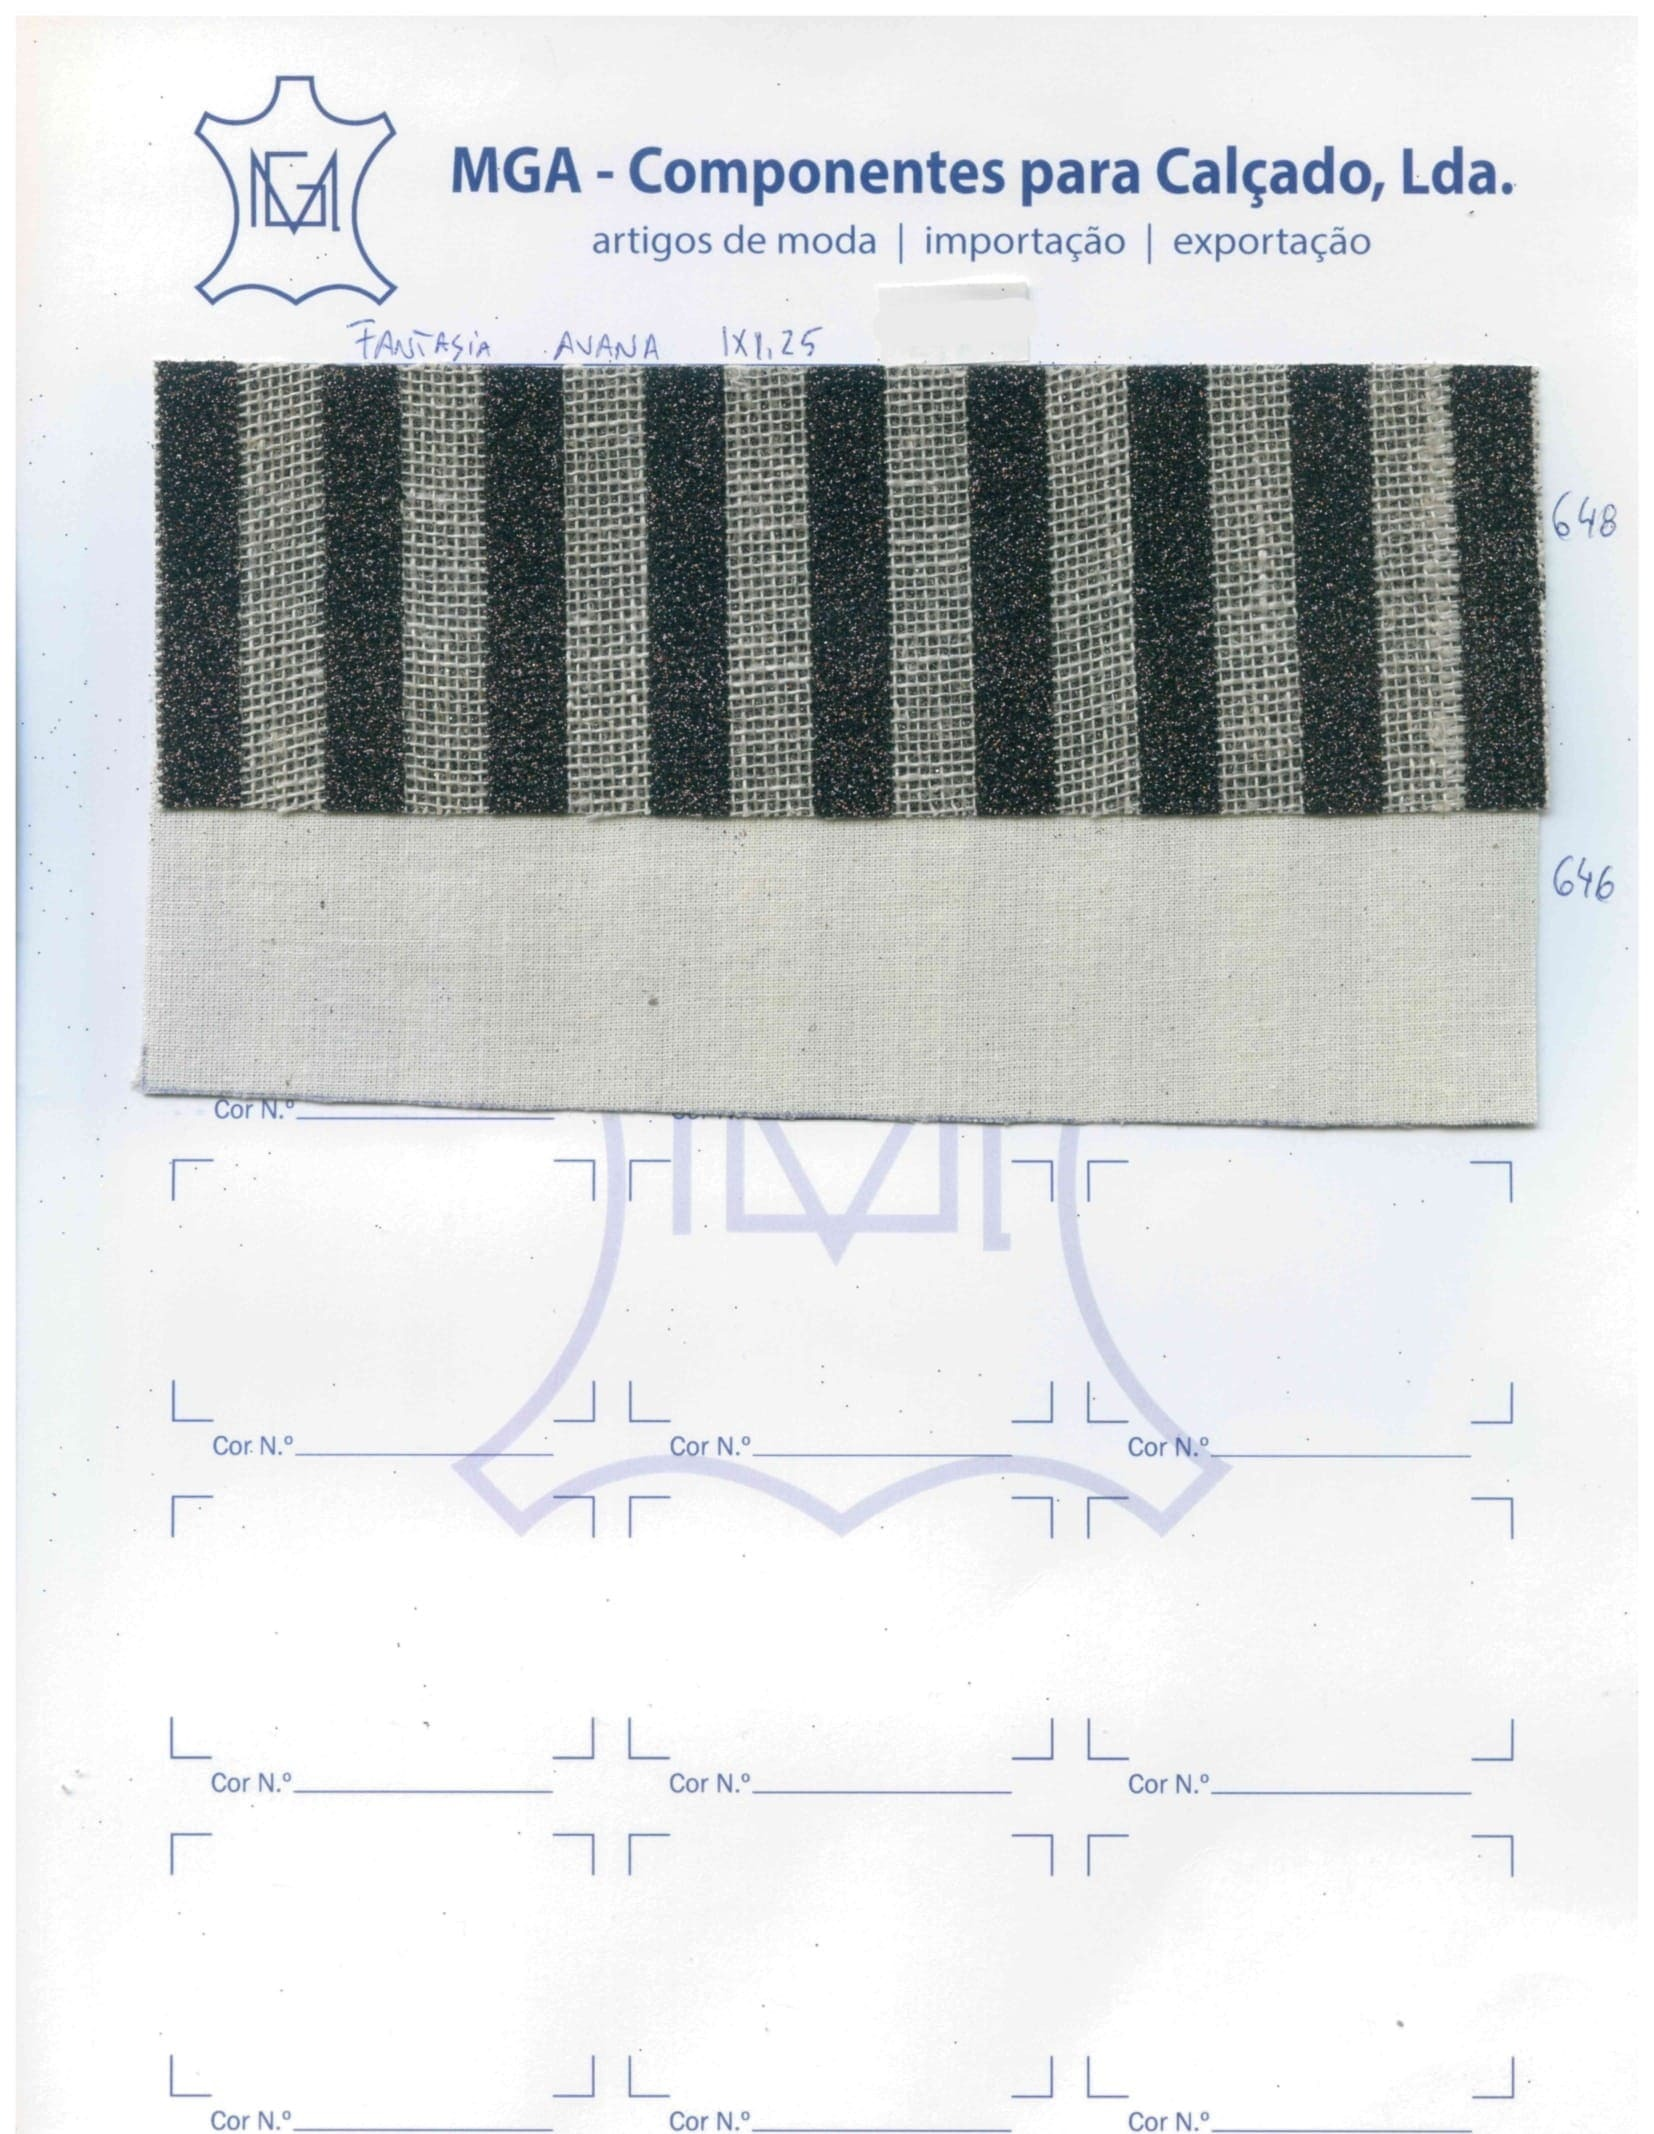 MGA - Componentes para Calçado, Lda.
artigos de moda | importação | exportação
FANTASIA AVANA 1X1,25
648
646
Cor N.º
Cor N.º Cor N.º Cor N.º
Cor N.º Cor N.º Cor N.º
Cor N.º Cor N.º Cor N.º